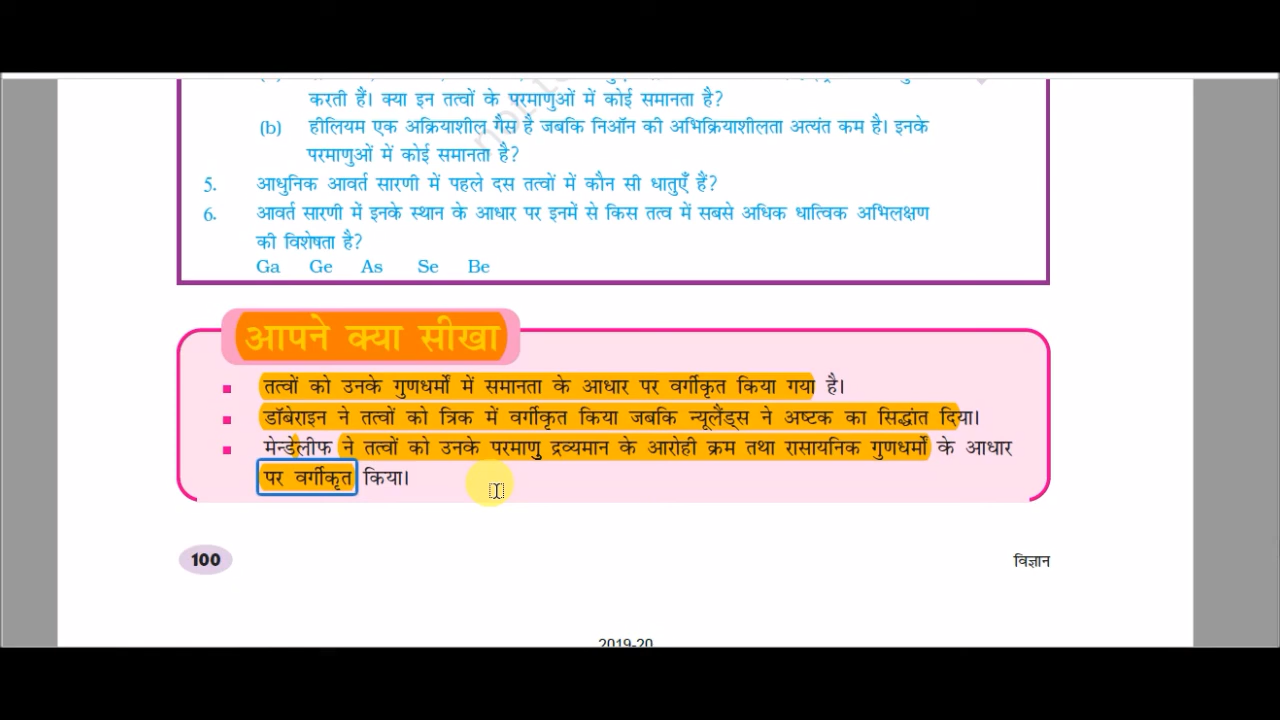 करती हैं। क्या इन तत्वों के परमाणुओं में कोई समानता है?
(b) हीलियम एक अक्रियाशील गैस है जबकि निऑन की अभिक्रियाशीलता अत्यंत कम है। इनके
परमाणुओं में कोई समानता है?
5. आधुनिक आवर्त सारणी में पहले दस तत्वों में कौन सी धातुएँ हैं?
6. आवर्त सारणी में इनके स्थान के आधार पर इनमें से किस तत्व में सबसे अधिक धात्विक अभिलक्षण
की विशेषता है?
Ga Ge As Se Be
आपने क्या सीखा
तत्वों को उनके गुणधर्मों में समानता के आधार पर वर्गीकृत किया गया है।
डॉबेराइन ने तत्वों को त्रिक में वर्गीकृत किया जबकि न्यूलैंड्स ने अष्टक का सिद्धांत दिया।
मेन्डेलीफ ने तत्वों को उनके परमाणु द्रव्यमान के आरोही क्रम तथा रासायनिक गुणधर्मों के आधार
पर वर्गीकृत किया।
100 विज्ञान
2019-20